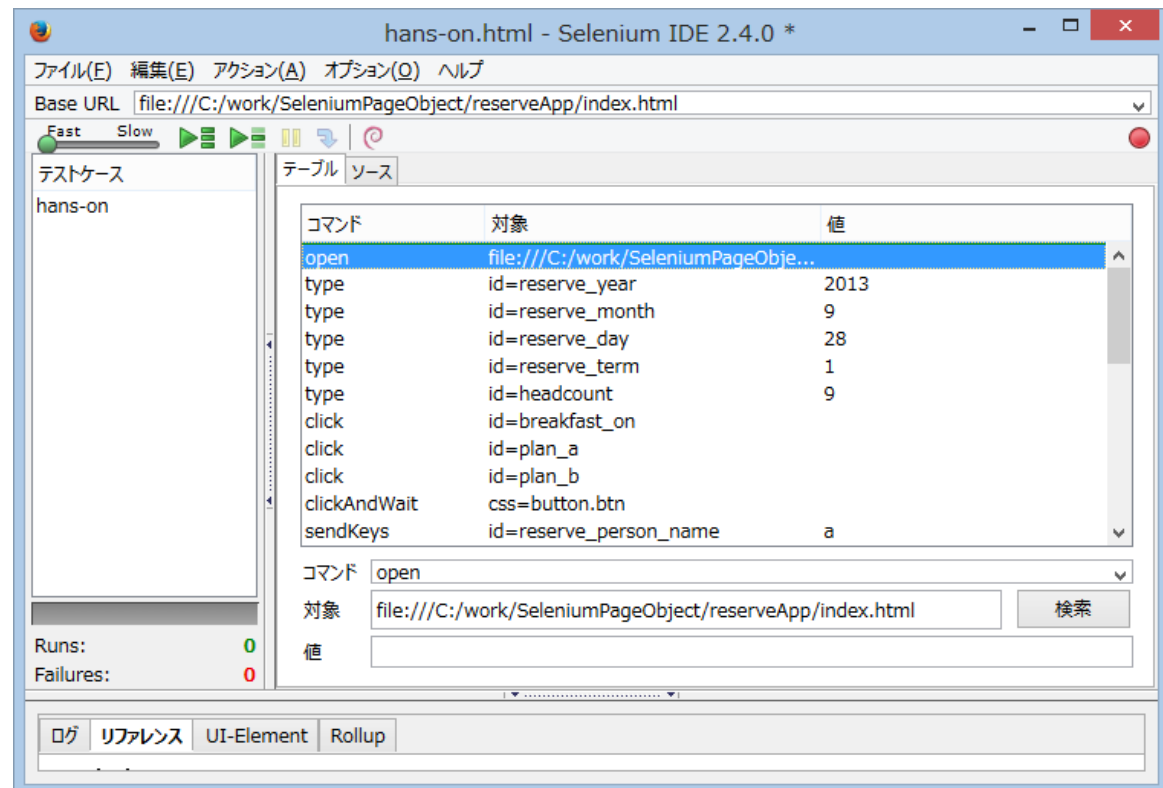 hans-on.html - Selenium IDE 2.4.0 *
ファイル(F) 編集(E) アクション(A) オプション(O) ヘルプ
Base URL file:///C:/work/SeleniumPageObject/reserveApp/index.html
Fast Slow
テストケース
hans-on
テーブル ソース
コマンド 対象 値
open file:///C:/work/SeleniumPageObje...
type id=reserve_year 2013
type id=reserve_month 9
type id=reserve_day 28
type id=reserve_term 1
type id=headcount 9
click id=breakfast_on
click id=plan_a
click id=plan_b
clickAndWait css=button.btn
sendKeys id=reserve_person_name a
コマンド open
対象 file:///C:/work/SeleniumPageObject/reserveApp/index.html 検索
値
Runs: 0
Failures: 0
ログ リファレンス UI-Element Rollup